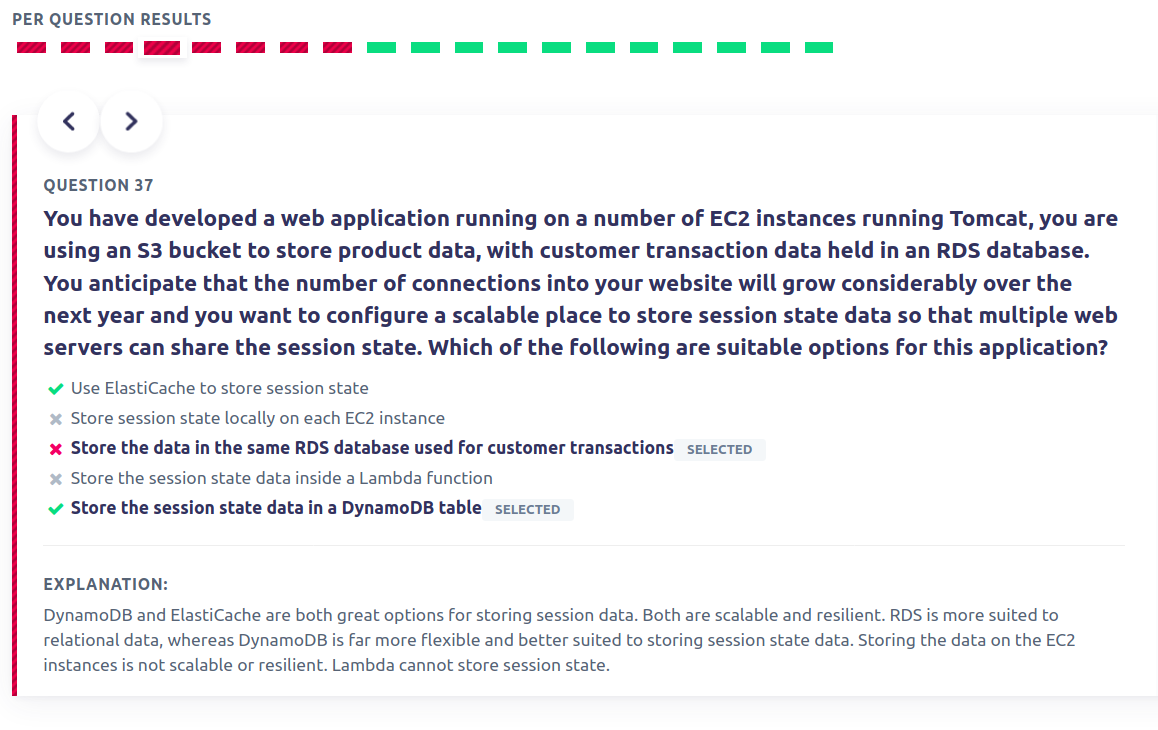 PER QUESTION RESULTS
QUESTION 37
You have developed a web application running on a number of EC2 instances running Tomcat, you are
using an S3 bucket to store product data, with customer transaction data held in an RDS database.
You anticipate that the number of connections into your website will grow considerably over the
next year and you want to configure a scalable place to store session state data so that multiple web
servers can share the session state. Which of the following are suitable options for this application?
Use ElastiCache to store session state
Store session state locally on each EC2 instance
Store the data in the same RDS database used for customer transactions SELECTED
Store the session state data inside a Lambda function
Store the session state data in a DynamoDB table SELECTED
EXPLANATION:
DynamoDB and ElastiCache are both great options for storing session data. Both are scalable and resilient. RDS is more suited to
relational data, whereas DynamoDB is far more flexible and better suited to storing session state data. Storing the data on the EC2
instances is not scalable or resilient. Lambda cannot store session state.